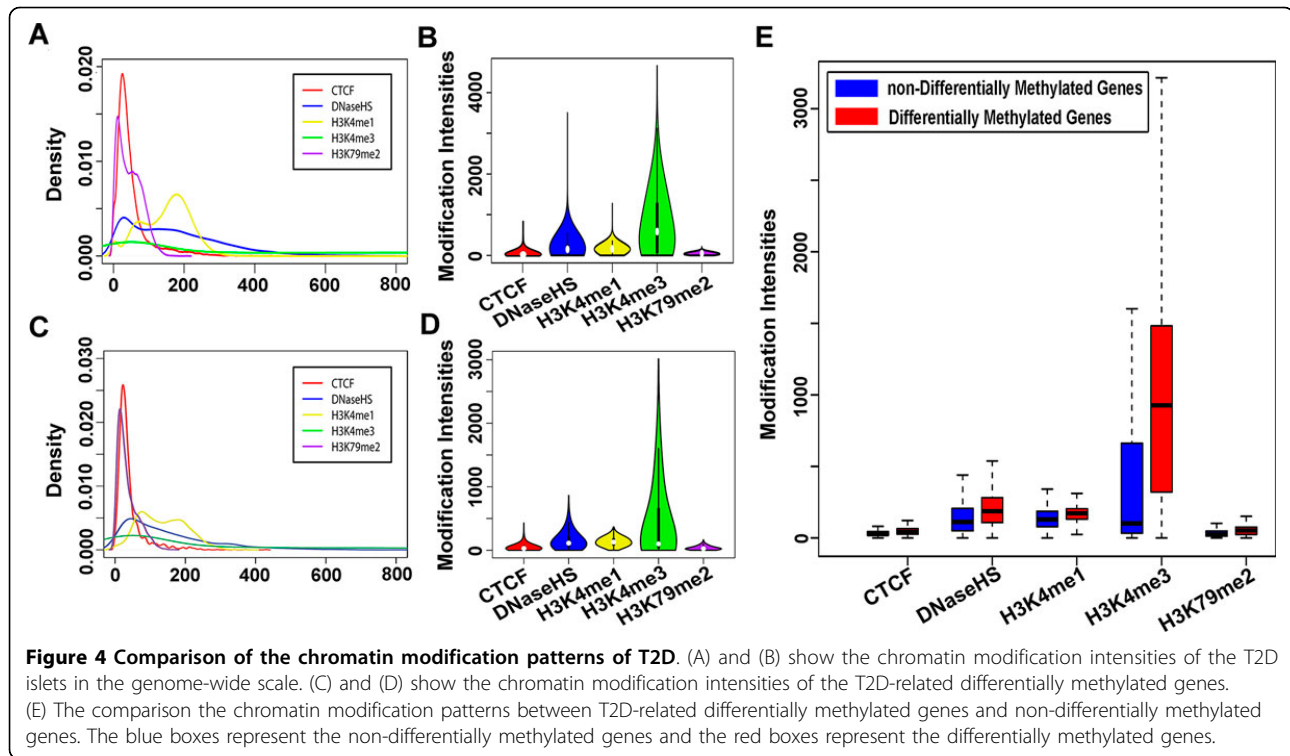 A
Density
0.020
0.010
0.000
CTCF
DNaseHS
H3K4me1
H3K4me3
H3K79me2
0 200 400 600 800
B
Modification Intensities
4000
2000
0
CTCF
DNaseHS
H3K4me1
H3K4me3
H3K79me2
C
Density
0.030
0.020
0.010
0.000
CTCF
DNaseHS
H3K4me1
H3K4me3
H3K79me2
0 200 400 600 800
D
Modification Intensities
3000
2000
1000
0
CTCF
DNaseHS
H3K4me1
H3K4me3
H3K79me2
E
non-Differentially Methylated Genes
Differentially Methylated Genes
Modification Intensities
3000
2000
1000
0
CTCF
DNaseHS
H3K4me1
H3K4me3
H3K79me2
Figure 4 Comparison of the chromatin modification patterns of T2D. (A) and (B) show the chromatin modification intensities of the T2D
islets in the genome-wide scale. (C) and (D) show the chromatin modification intensities of the T2D-related differentially methylated genes.
(E) The comparison the chromatin modification patterns between T2D-related differentially methylated genes and non-differentially methylated
genes. The blue boxes represent the non-differentially methylated genes and the red boxes represent the differentially methylated genes.